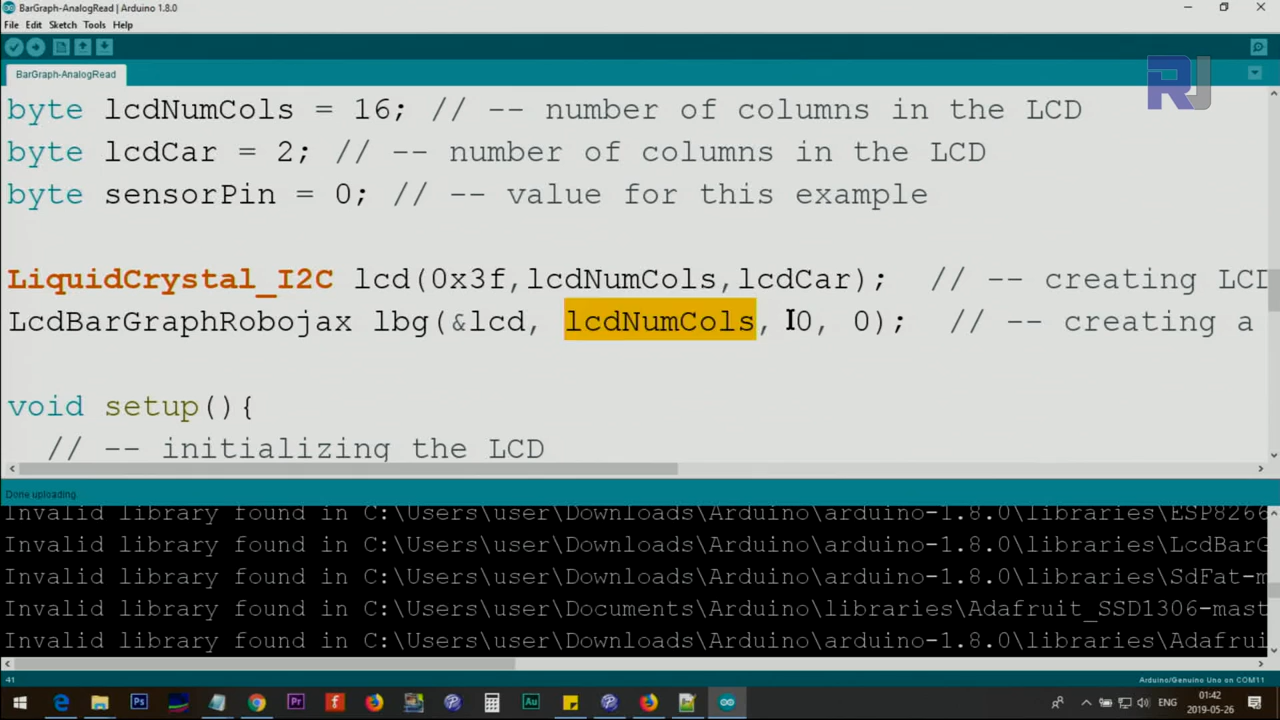 BarGraph-AnalogRead | Arduino 1.8.0
File Edit Sketch Tools Help
BarGraph-AnalogRead
RJ
byte lcdNumCols = 16; // -- number of columns in the LCD
byte lcdCar = 2; // -- number of columns in the LCD
byte sensorPin = 0; // -- value for this example
LiquidCrystal_I2C lcd(0x3f,lcdNumCols,lcdCar); // -- creating LCD
LcdBarGraphRobojax lbg(&lcd, lcdNumCols, 0, 0); // -- creating a
void setup(){
// -- initializing the LCD
Done uploading.
Invalid library found in C:\Users\user\Downloads\Arduino\arduino-1.8.0\libraries\ESP8266
Invalid library found in C:\Users\user\Downloads\Arduino\arduino-1.8.0\libraries\LcdBarG
Invalid library found in C:\Users\user\Downloads\Arduino\arduino-1.8.0\libraries\SdFat-m
Invalid library found in C:\Users\user\Documents\Arduino\libraries\Adafruit_SSD1306-mast
Invalid library found in C:\Users\user\Downloads\Arduino\arduino-1.8.0\libraries\Adafrui
41
Arduino/Genuino Uno on COM11
Ps
Pr
Au
ENG
01:42
2019-05-26